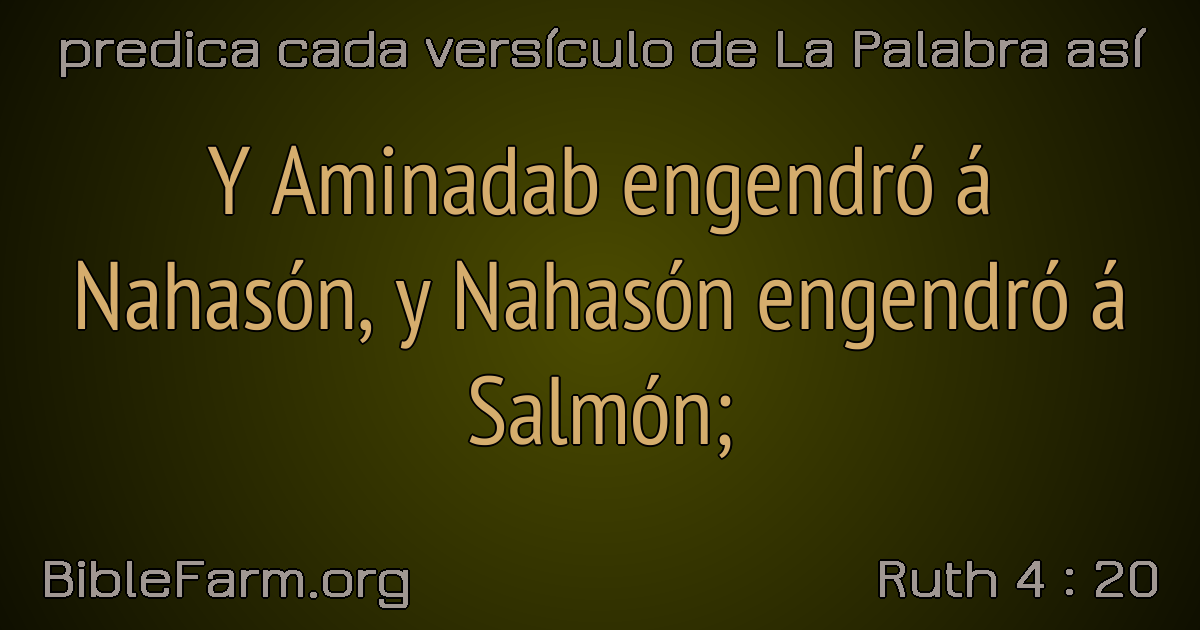 predica cada versículo de La Palabra así
Y Aminadab engendró á
Nahasón, y Nahasón engendró á
Salmón;
BibleFarm.org
Ruth 4 : 20